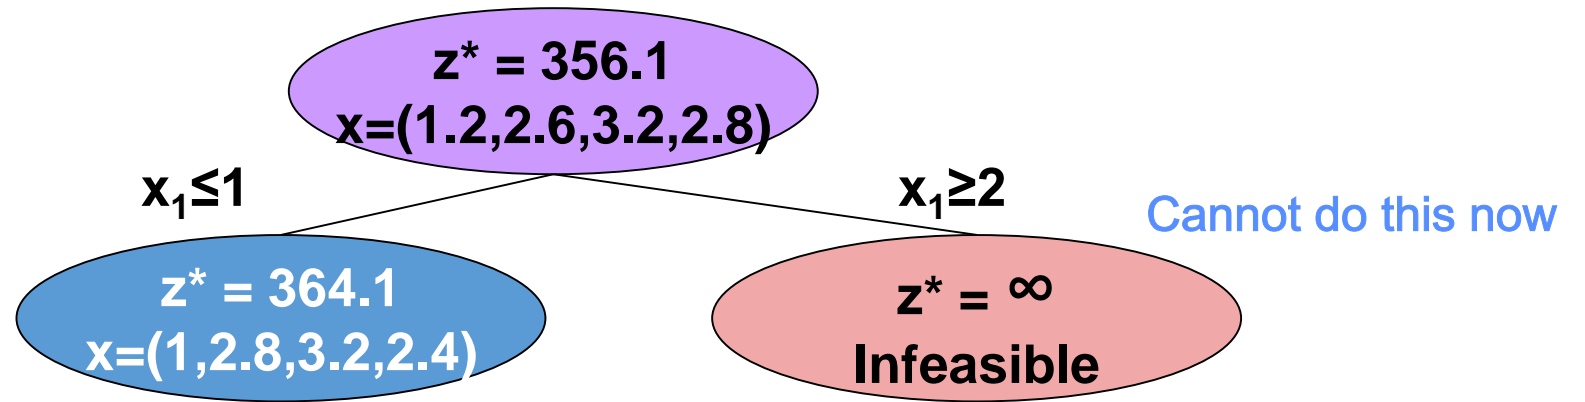 z* = 356.1
x=(1.2,2.6,3.2,2.8)
x₁≤1
x₁≥2
Cannot do this now
z* = 364.1
x=(1,2.8,3.2,2.4)
z* = ∞
Infeasible